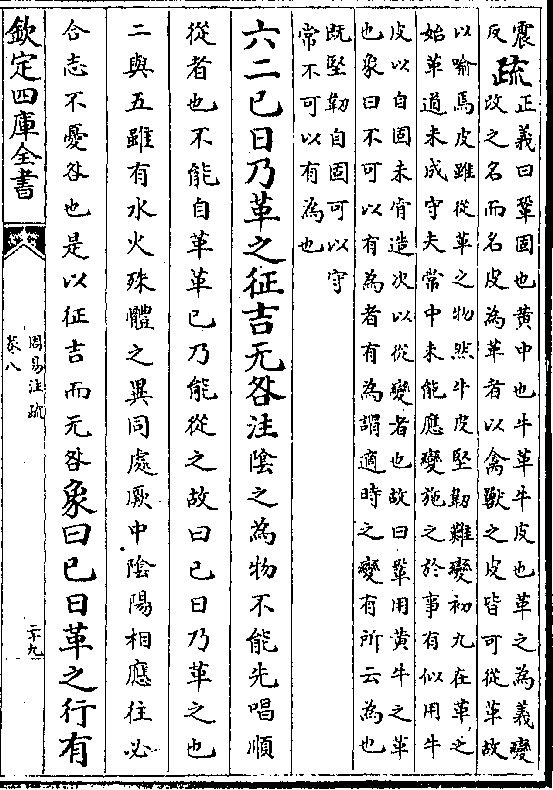 震
反
疏
正義曰鞏固也黄中也牛革牛皮也革之為義變
改之名而名皮為革者以禽獸之皮皆可從革故
以喻焉皮雖從革之物然牛皮堅韌難變初九在革之
始革道未成守夫常中未能應變施之於事有似用牛
皮以自固未肯造次以從變者也故曰鞏用黄牛之革
也象曰不可以有為者有為謂適時之變有所云為也
既堅韌自固可以守
常不可以有為也
六二已日乃革之征吉无咎注陰之為物不能先唱順
從者也不能自革革已乃能從之故曰已日乃革之也
二與五雖有水火殊體之異同處厥中陰陽相應往必
合志不憂咎也是以征吉而无咎象曰已日革之行有
欽定四庫全書
周易注疏
卷八
二十九